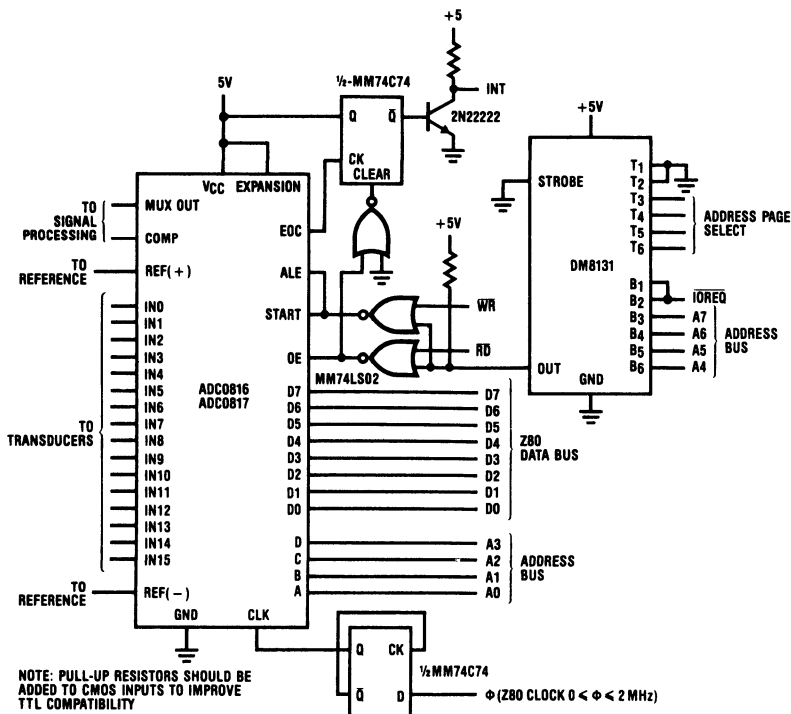 +5
5V
½-MM74C74
INT
Q
Q̅
2N22222
+5V
CK
CLEAR
VCC
EXPANSION
STROBE
T1
T2
T3
T4
T5
T6
ADDRESS PAGE
SELECT
TO
SIGNAL
PROCESSING
MUX OUT
COMP
EOC
+5V
DM8131
TO
REFERENCE
REF(+)
ALE
B1
B2
I̅O̅R̅E̅Q̅
B3
A7
B4
A6
B5
A5
B6
A4
ADDRESS
BUS
START
W̅R̅
R̅D̅
OE
MM74LS02
OUT
GND
IN0
IN1
IN2
IN3
IN4
IN5
IN6
IN7
IN8
IN9
IN10
IN11
IN12
IN13
IN14
IN15
TO
TRANSDUCERS
ADC0816
ADC0817
D7
D6
D5
D4
D3
D2
D1
D0
D7
D6
D5
D4
D3
D2
D1
D0
Z80
DATA BUS
D
C
B
A
A3
A2
A1
A0
ADDRESS
BUS
TO
REFERENCE
REF(−)
GND
CLK
Q
CK
Q̅
D
½MM74C74
Φ(Z80 CLOCK 0 ≤ Φ ≤ 2 MHz)
NOTE: PULL-UP RESISTORS SHOULD BE
ADDED TO CMOS INPUTS TO IMPROVE
TTL COMPATIBILITY